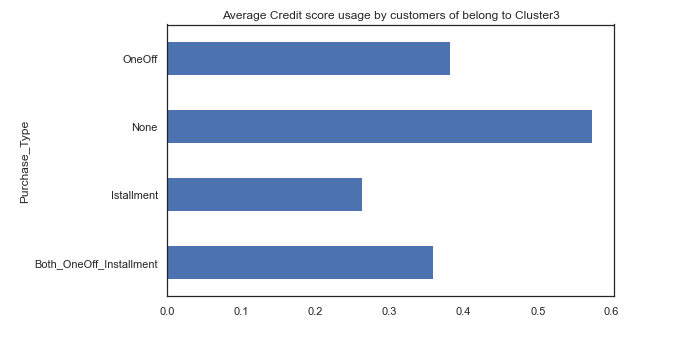 Average Credit score usage by customers of belong to Cluster3
Purchase_Type
OneOff
None
Istallment
Both_OneOff_Installment
0.0 0.1 0.2 0.3 0.4 0.5 0.6